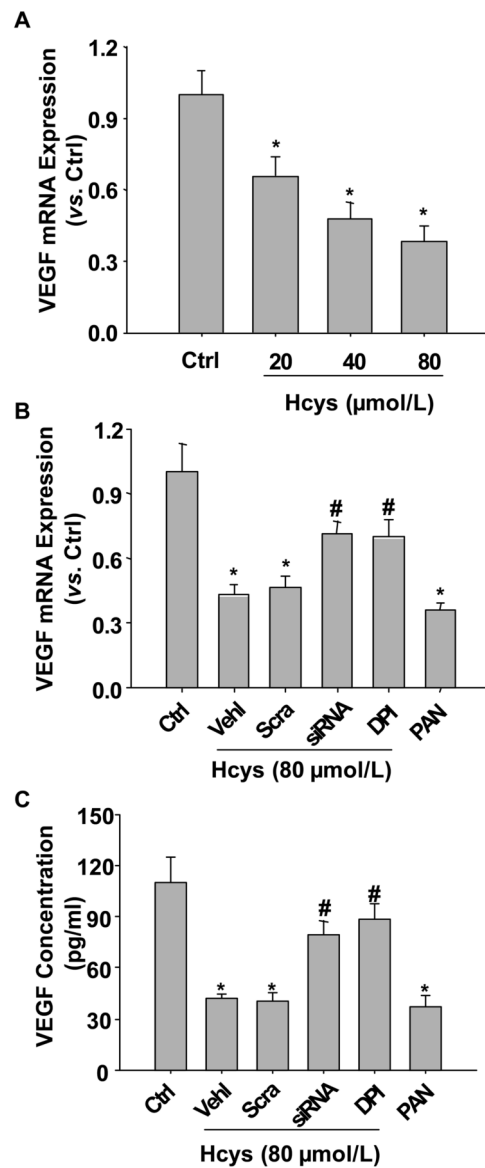 A
VEGF mRNA Expression
(vs. Ctrl)
1.2
0.9
0.6
0.3
0.0
*
*
*
Ctrl 20 40 80
Hcys (µmol/L)
B
VEGF mRNA Expression
(vs. Ctrl)
1.2
0.9
0.6
0.3
0.0
* * # # *
Ctrl Vehl Scra siRNA DPI PAN
Hcys (80 µmol/L)
C
VEGF Concentration
(pg/ml)
150
120
90
60
30
0
* * # # *
Ctrl Vehl Scra siRNA DPI PAN
Hcys (80 µmol/L)